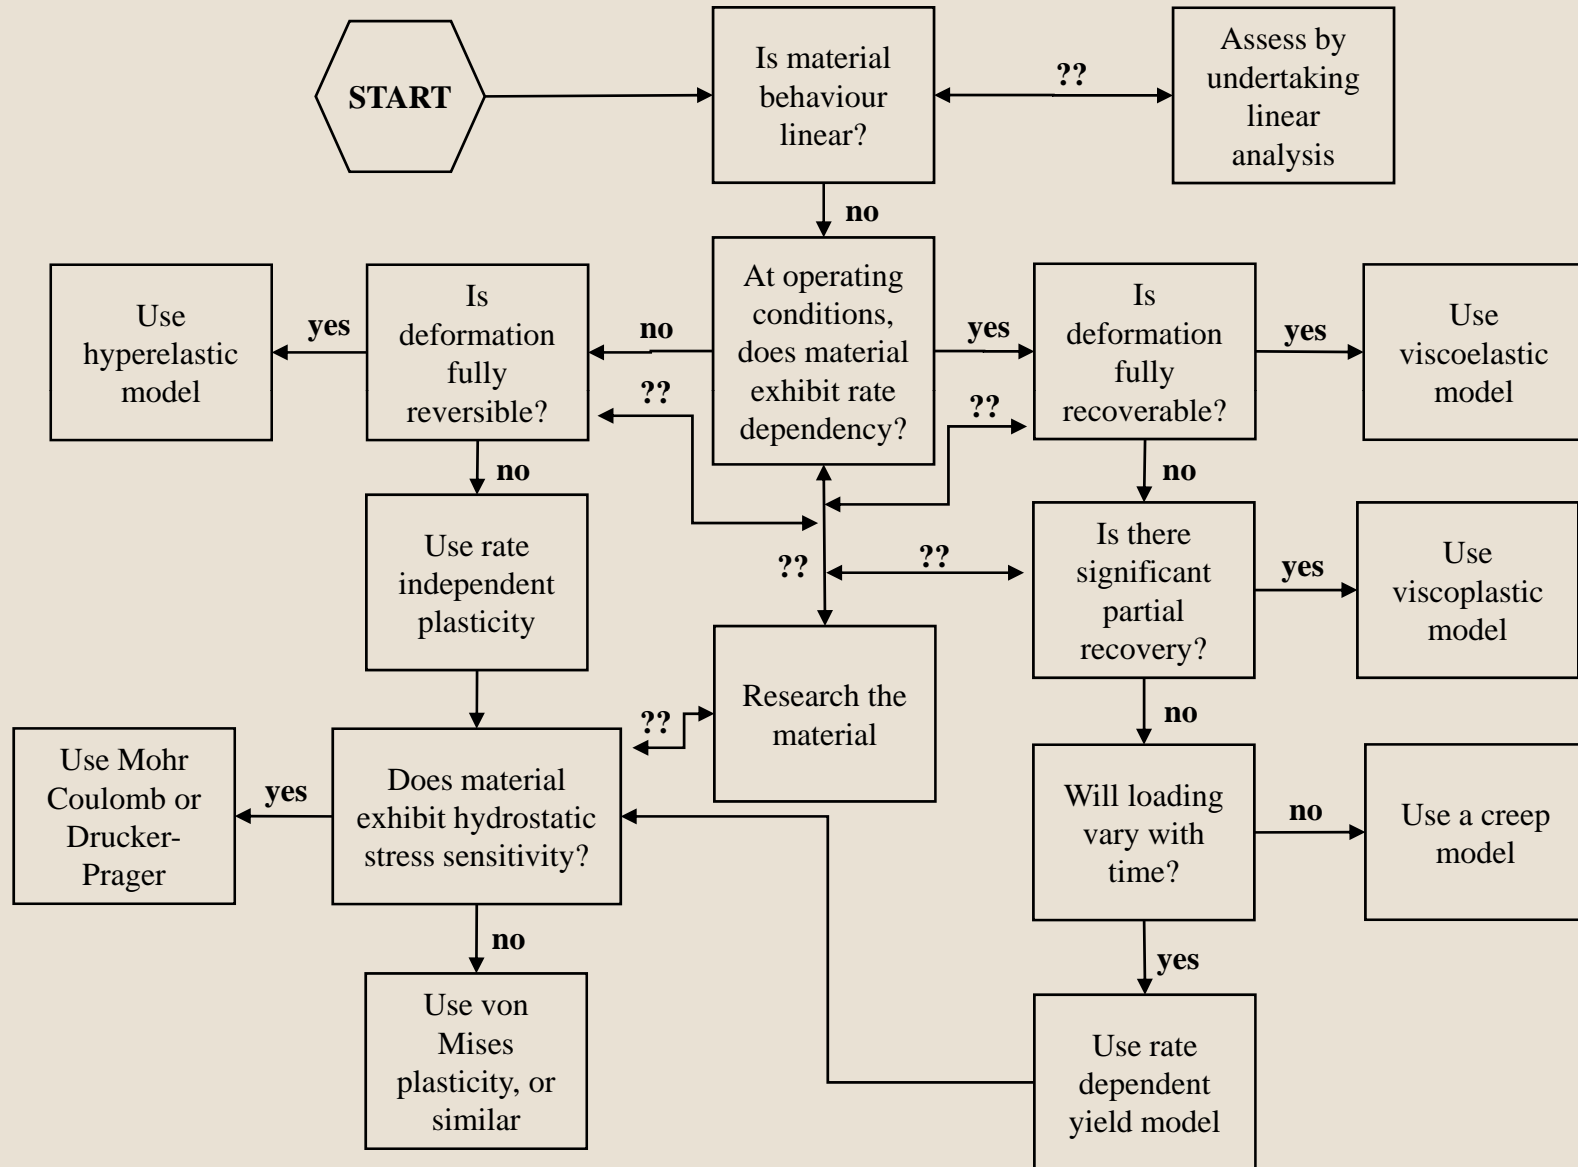 START
Is material
behaviour
linear?
??
Assess by
undertaking
linear
analysis
no
Use
hyperelastic
model
yes
Is
deformation
fully
reversible?
no
At operating
conditions,
does material
exhibit rate
dependency?
yes
Is
deformation
fully
recoverable?
yes
Use
viscoelastic
model
??
??
no
no
Use rate
independent
plasticity
??
??
Is there
significant
partial
recovery?
yes
Use
viscoplastic
model
Research the
material
??
no
Use Mohr
Coulomb or
Drucker-
Prager
yes
Does material
exhibit hydrostatic
stress sensitivity?
Will loading
vary with
time?
no
Use a creep
model
no
yes
Use von
Mises
plasticity, or
similar
Use rate
dependent
yield model